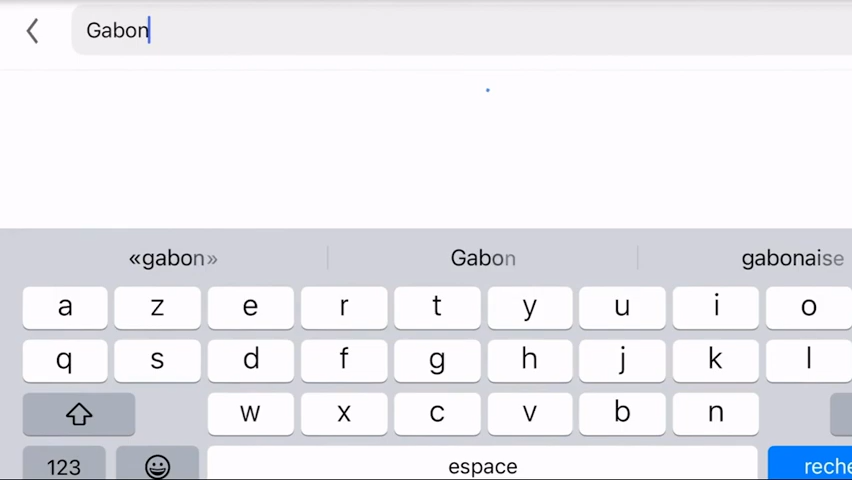 Gabon
«gabon» Gabon gabonaise
a z e r t y u i o
q s d f g h j k l
w x c v b n
123 espace reche